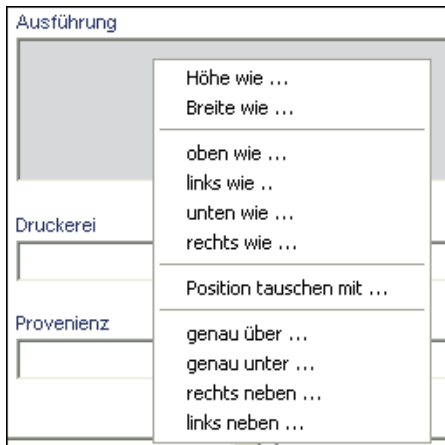 Ausführung
Höhe wie ...
Breite wie ...
oben wie ...
links wie ..
unten wie ...
rechts wie ...
Druckerei
Position tauschen mit ...
Provenienz
genau über ...
genau unter ...
rechts neben ...
links neben ...